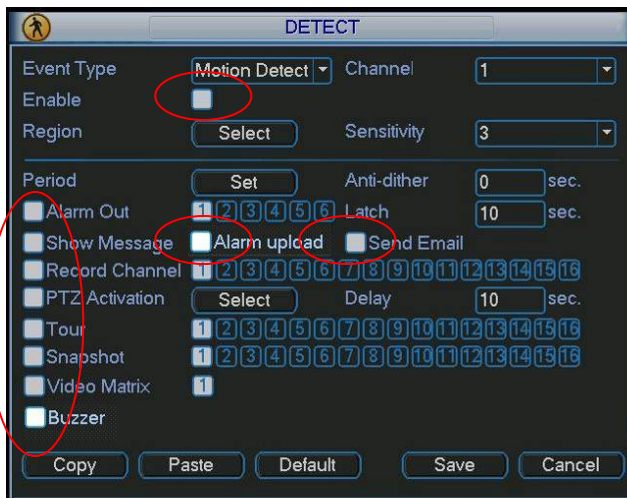 DETECT
Event Type Motion Detect Channel 1
Enable
Region Select Sensitivity 3
Period Set Anti-dither 0 sec.
Alarm Out 1 2 3 4 5 6 Latch 10 sec.
Show Message Alarm upload Send Email
Record Channel 1 2 3 4 5 6 7 8 9 10 11 12 13 14 15 16
PTZ Activation Select Delay 10 sec.
Tour 1 2 3 4 5 6 7 8 9 10 11 12 13 14 15 16
Snapshot 1 2 3 4 5 6 7 8 9 10 11 12 13 14 15 16
Video Matrix 1
Buzzer
Copy Paste Default Save Cancel